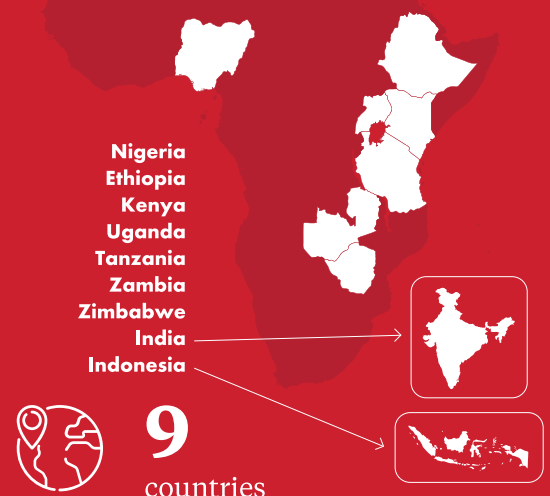 Nigeria
Ethiopia
Kenya
Uganda
Tanzania
Zambia
Zimbabwe
India
Indonesia
9
countries